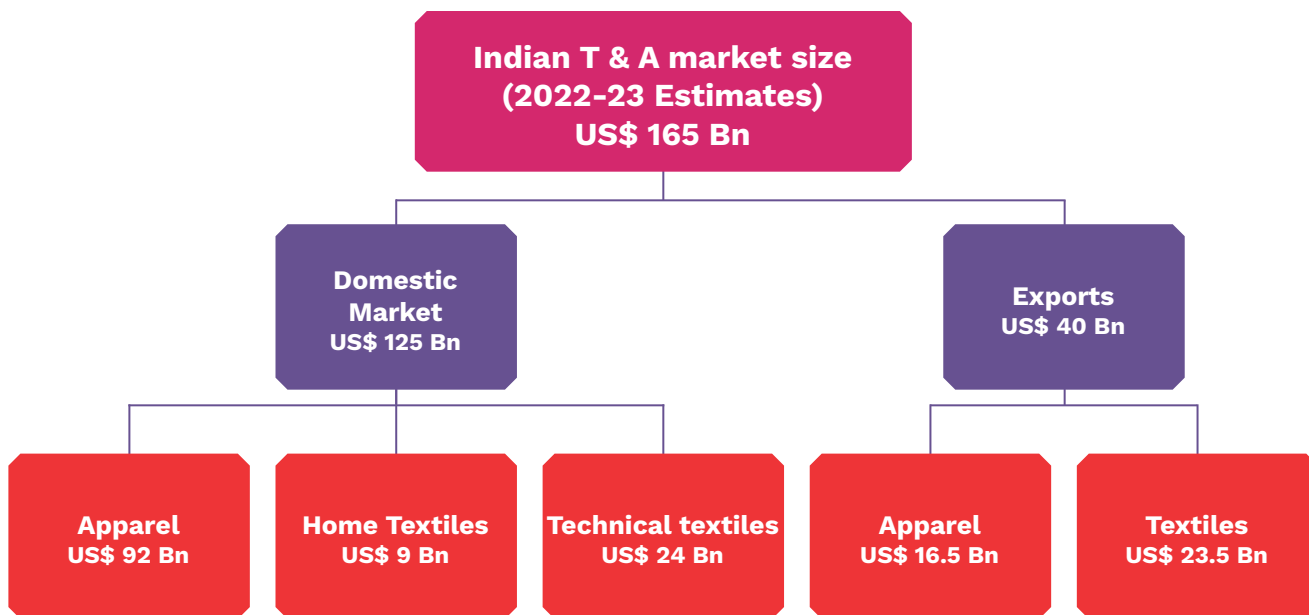 Indian T & A market size
(2022-23 Estimates)
US$ 165 Bn
Domestic
Market
US$ 125 Bn
Exports
US$ 40 Bn
Apparel
US$ 92 Bn
Home Textiles
US$ 9 Bn
Technical textiles
US$ 24 Bn
Apparel
US$ 16.5 Bn
Textiles
US$ 23.5 Bn